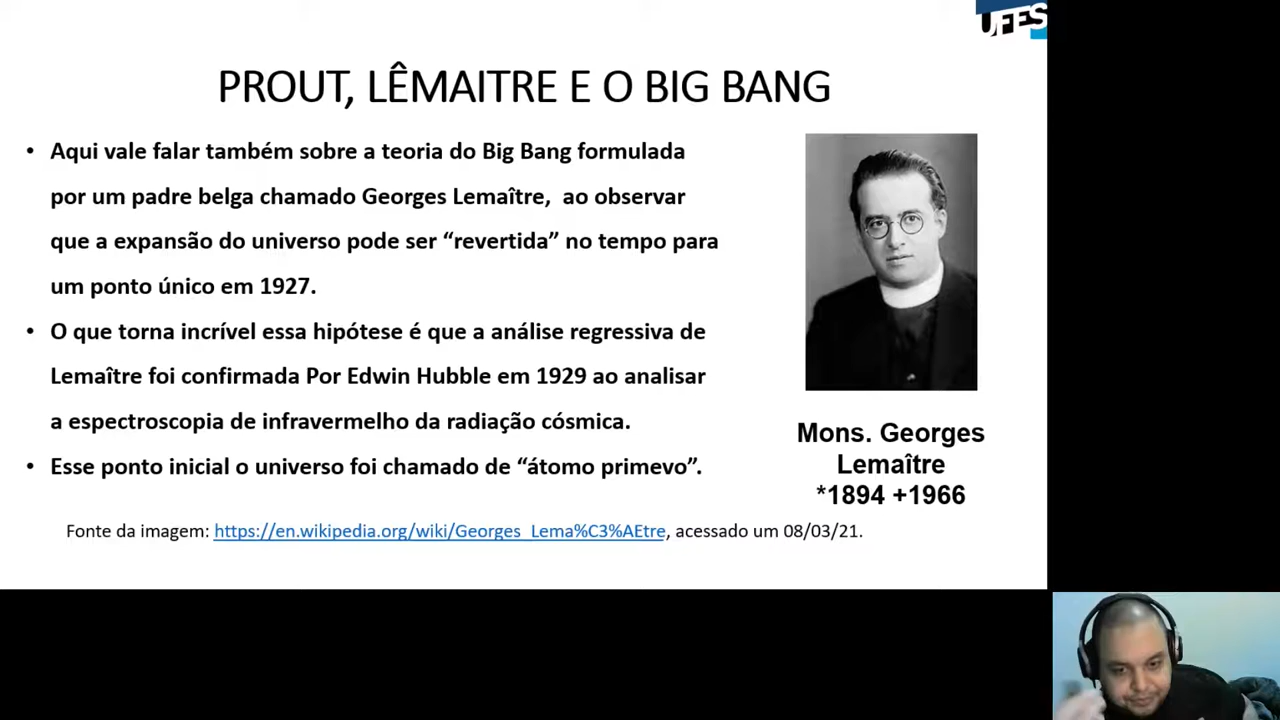 UFES
PROUT, LÊMAITRE E O BIG BANG
• Aqui vale falar também sobre a teoria do Big Bang formulada
por um padre belga chamado Georges Lemaître,  ao observar
que a expansão do universo pode ser “revertida” no tempo para
um ponto único em 1927.
• O que torna incrível essa hipótese é que a análise regressiva de
Lemaître foi confirmada Por Edwin Hubble em 1929 ao analisar
a espectroscopia de infravermelho da radiação cósmica.
• Esse ponto inicial o universo foi chamado de “átomo primevo”.
Mons. Georges
Lemaître
*1894 +1966
Fonte da imagem: https://en.wikipedia.org/wiki/Georges_Lema%C3%AEtre, acessado um 08/03/21.